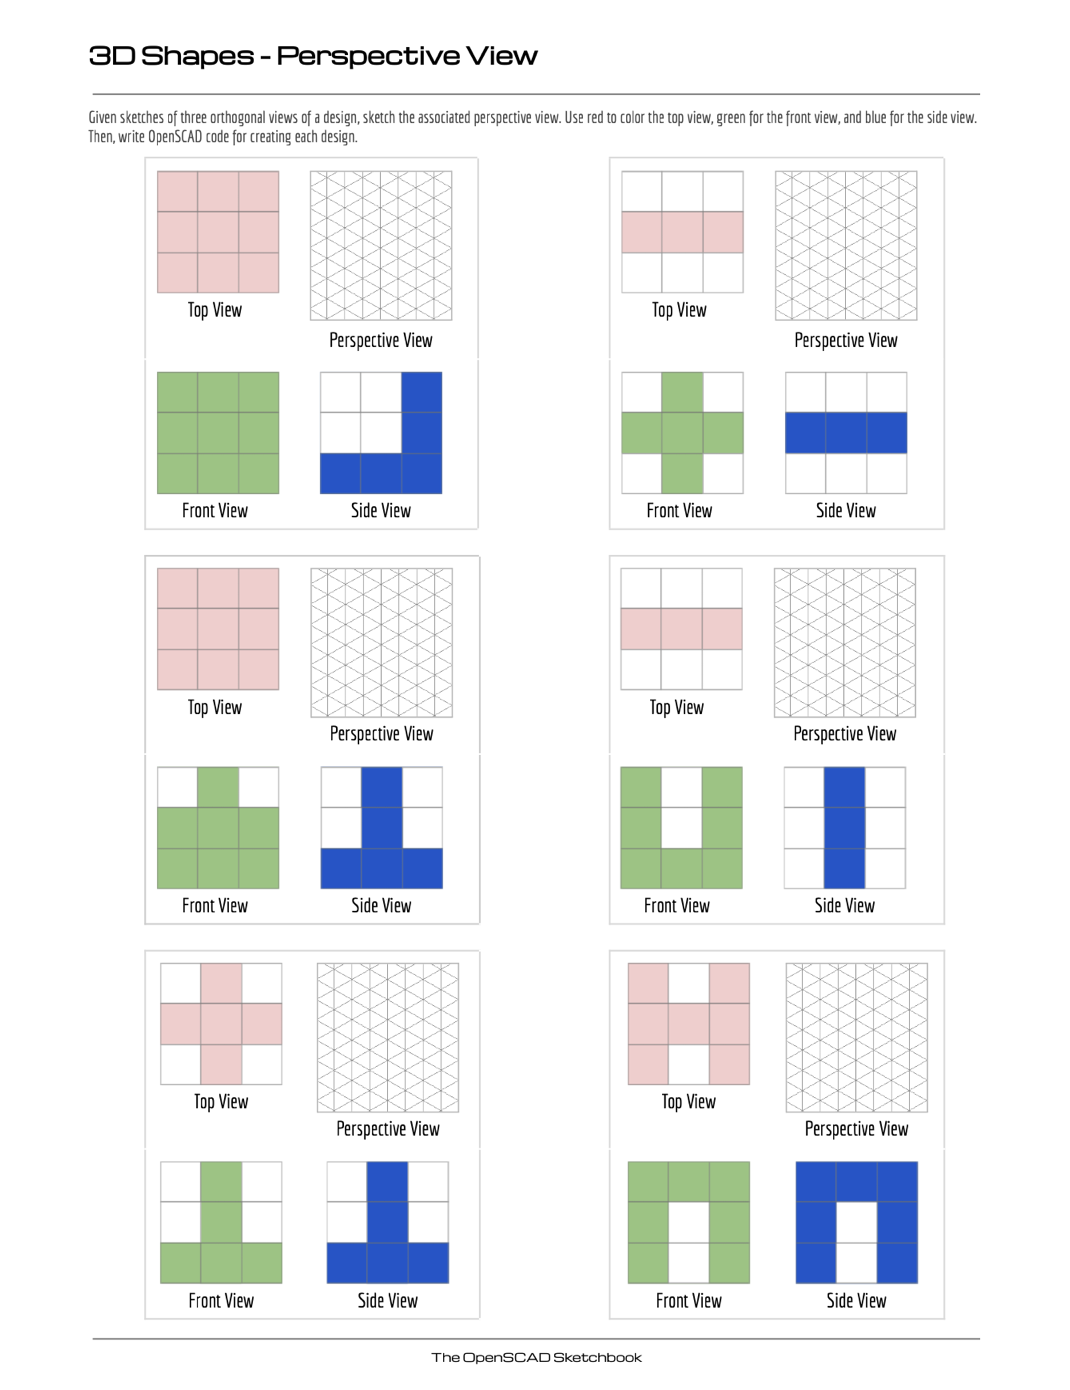 3D Shapes - Perspective View
Given sketches of three orthogonal views of a design, sketch the associated perspective view. Use red to color the top view, green for the front view, and blue for the side view.
Then, write OpenSCAD code for creating each design.
Top View
Perspective View
Front View
Side View
Top View
Perspective View
Front View
Side View
Top View
Perspective View
Front View
Side View
Top View
Perspective View
Front View
Side View
Top View
Perspective View
Front View
Side View
Top View
Perspective View
Front View
Side View
The OpenSCAD Sketchbook